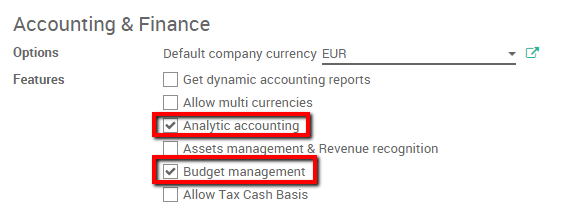 Accounting & Finance
Options Default company currency EUR
Features Get dynamic accounting reports
Allow multi currencies
Analytic accounting
Assets management & Revenue recognition
Budget management
Allow Tax Cash Basis